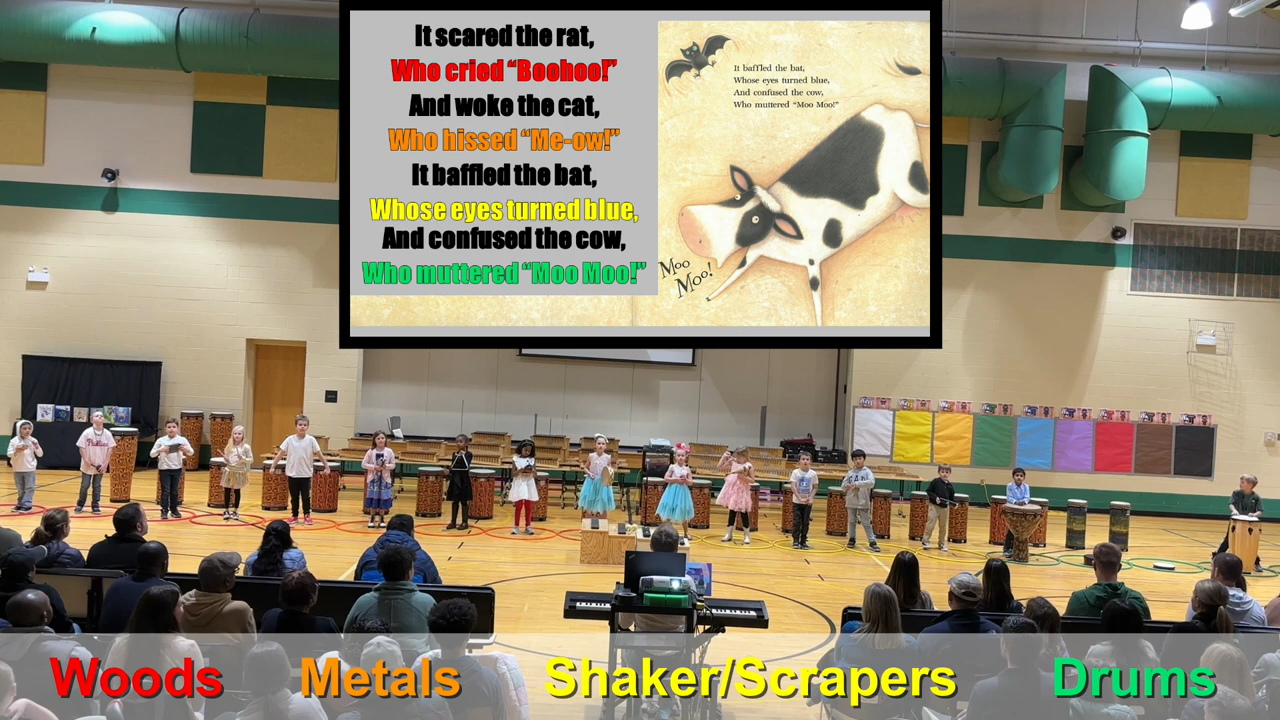 It scared the rat,
Who cried “Boohoo!”
And woke the cat,
Who hissed “Me-ow!”
It baffled the bat,
Whose eyes turned blue,
And confused the cow,
Who muttered “Moo Moo!”
It baffled the bat,
Whose eyes turned blue,
And confused the cow,
Who muttered “Moo Moo!”
Moo
Moo!
Woods Metals Shaker/Scrapers Drums